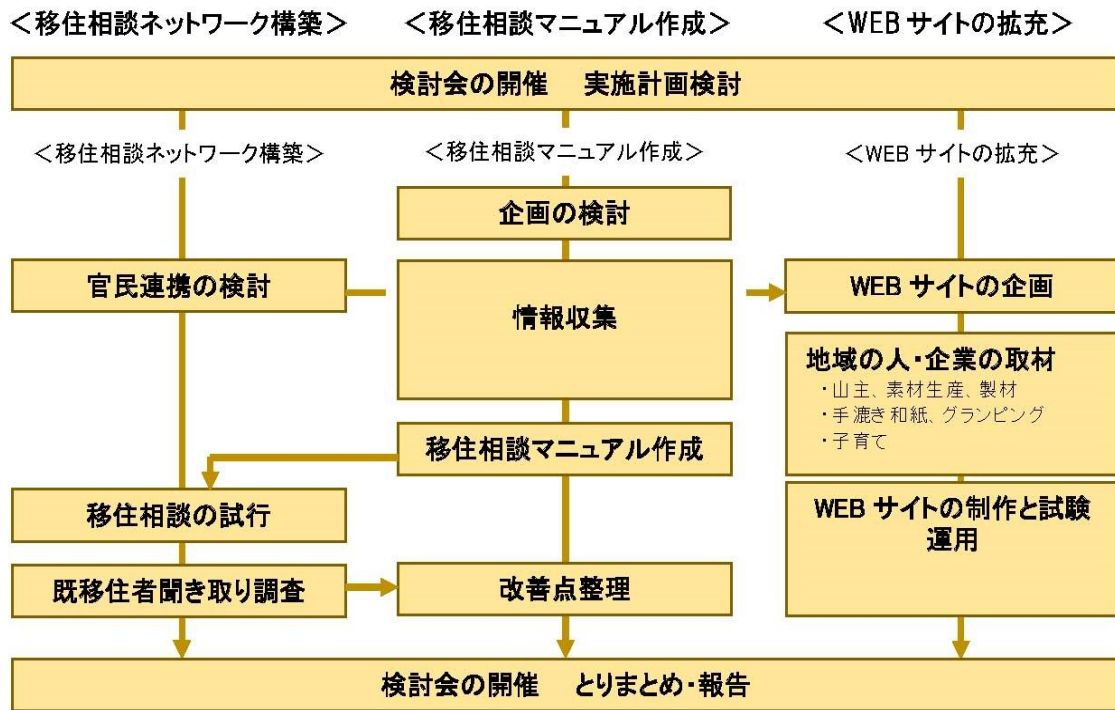 ＜移住相談ネットワーク構築＞
＜移住相談マニュアル作成＞
＜WEB サイトの拡充＞
検討会の開催　実施計画検討
＜移住相談ネットワーク構築＞
＜移住相談マニュアル作成＞
＜WEB サイトの拡充＞
企画の検討
官民連携の検討
情報収集
WEB サイトの企画
地域の人・企業の取材
・山主、素材生産、製材
・手漉き和紙、グランピング
・子育て
移住相談マニュアル作成
移住相談の試行
WEB サイトの制作と試験
運用
既移住者聞き取り調査
改善点整理
検討会の開催　とりまとめ・報告